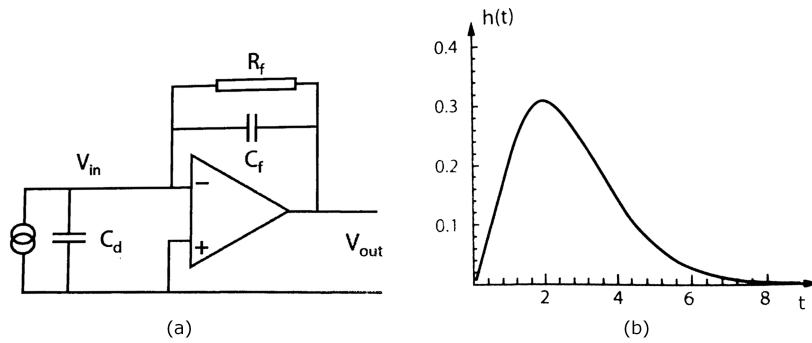 R_f
C_f
V_in
−
+
C_d
V_out
(a)
h(t)
0.4
0.3
0.2
0.1
2 4 6 8 t
(b)